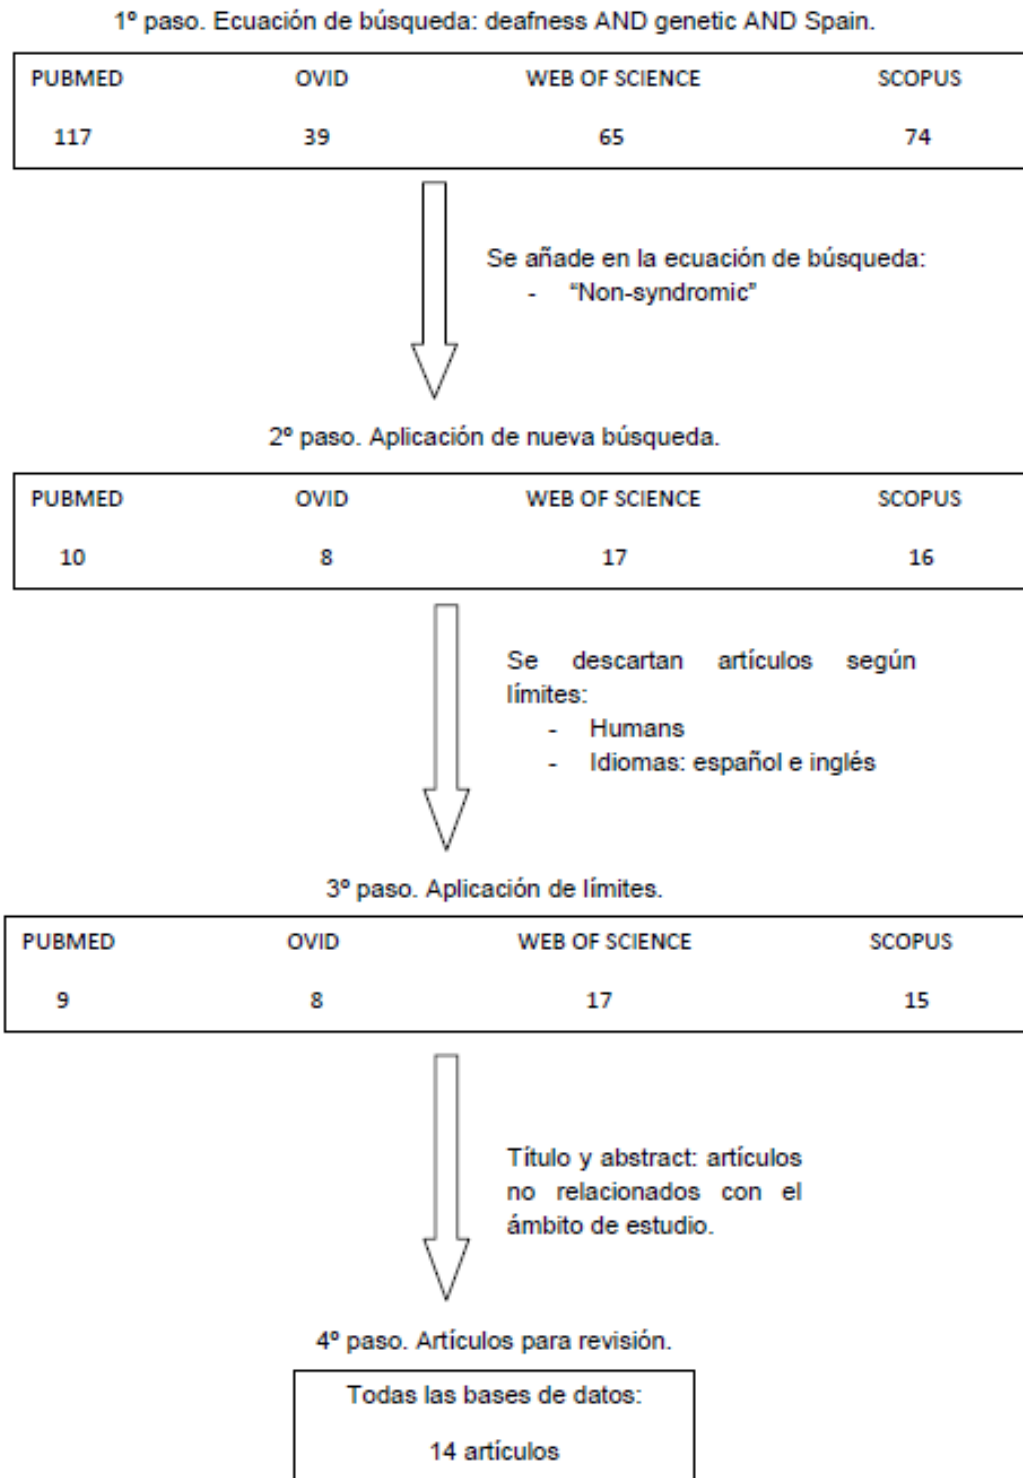 1º paso. Ecuación de búsqueda: deafness AND genetic AND Spain.
PUBMED OVID WEB OF SCIENCE SCOPUS
117 39 65 74
Se añade en la ecuación de búsqueda:
- “Non-syndromic”
2º paso. Aplicación de nueva búsqueda.
PUBMED OVID WEB OF SCIENCE SCOPUS
10 8 17 16
Se descartan artículos según
límites:
- Humans
- Idiomas: español e inglés
3º paso. Aplicación de límites.
PUBMED OVID WEB OF SCIENCE SCOPUS
9 8 17 15
Título y abstract: artículos
no relacionados con el
ámbito de estudio.
4º paso. Artículos para revisión.
Todas las bases de datos:
14 artículos